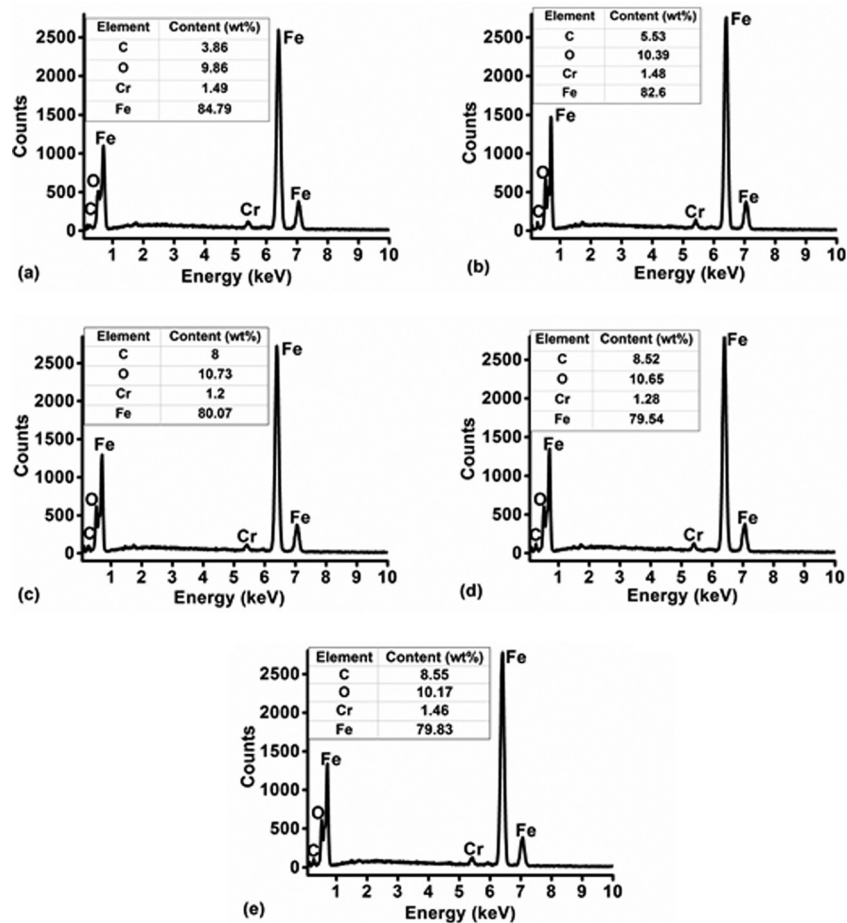 Element Content (wt%)
C 3.86
O 9.86
Cr 1.49
Fe 84.79
2500
2000
1500
1000
500
0
Counts
Fe
Fe
O
C
Cr
Fe
1 2 3 4 5 6 7 8 9 10
Energy (keV)
(a)
Element Content (wt%)
C 5.53
O 10.39
Cr 1.48
Fe 82.6
2500
2000
1500
1000
500
0
Counts
Fe
Fe
O
C
Cr
Fe
1 2 3 4 5 6 7 8 9 10
Energy (keV)
(b)
Element Content (wt%)
C 8
O 10.73
Cr 1.2
Fe 80.07
2500
2000
1500
1000
500
0
Counts
Fe
Fe
O
C
Cr
Fe
1 2 3 4 5 6 7 8 9 10
Energy (keV)
(c)
Element Content (wt%)
C 8.52
O 10.65
Cr 1.28
Fe 79.54
2500
2000
1500
1000
500
0
Counts
Fe
Fe
O
C
Cr
Fe
1 2 3 4 5 6 7 8 9 10
Energy (keV)
(d)
Element Content (wt%)
C 8.55
O 10.17
Cr 1.46
Fe 79.83
2500
2000
1500
1000
500
0
Counts
Fe
Fe
O
C
Cr
Fe
1 2 3 4 5 6 7 8 9 10
Energy (keV)
(e)